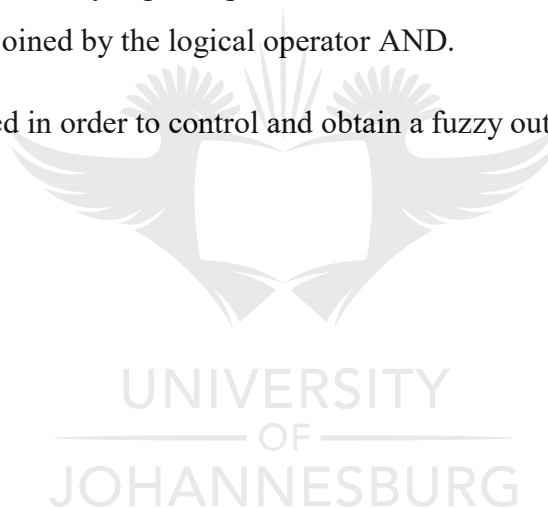 oined by the logical operator AND.
ed in order to control and obtain a fuzzy out
UNIVERSITY
OF
JOHANNESBURG